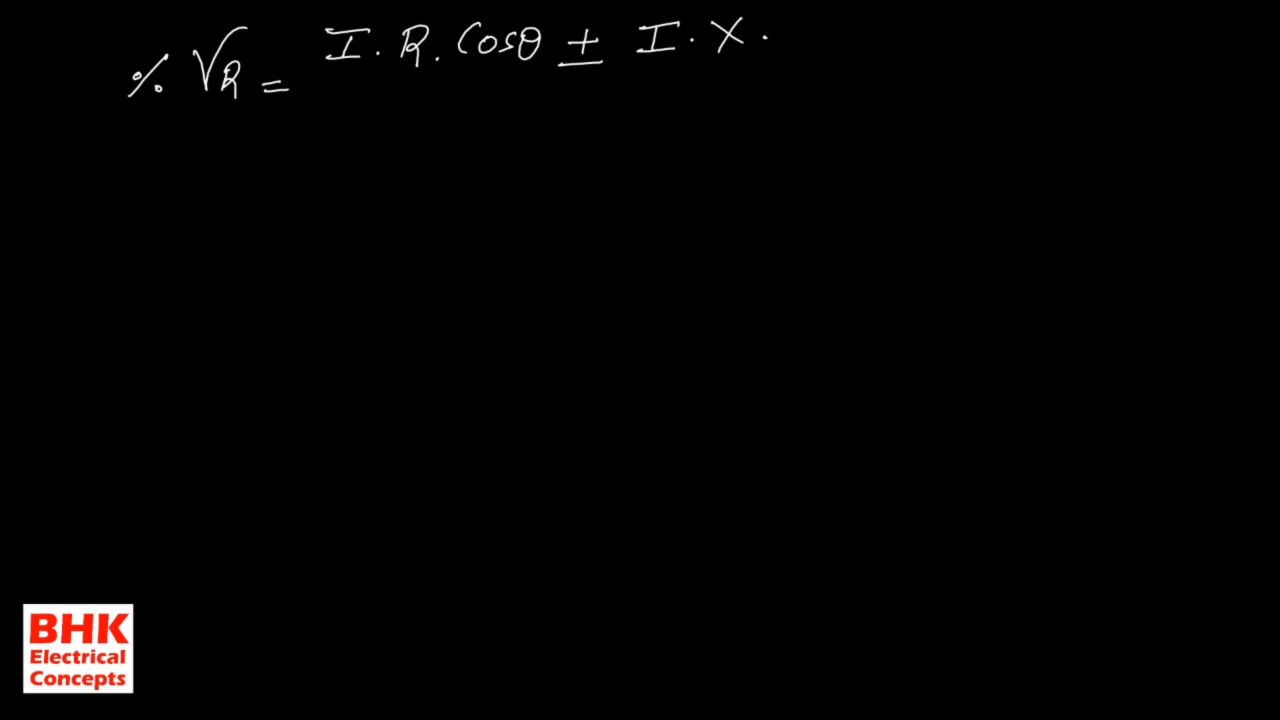 % VR = I. R. Cosθ ± I. X.
BHK
Electrical
Concepts